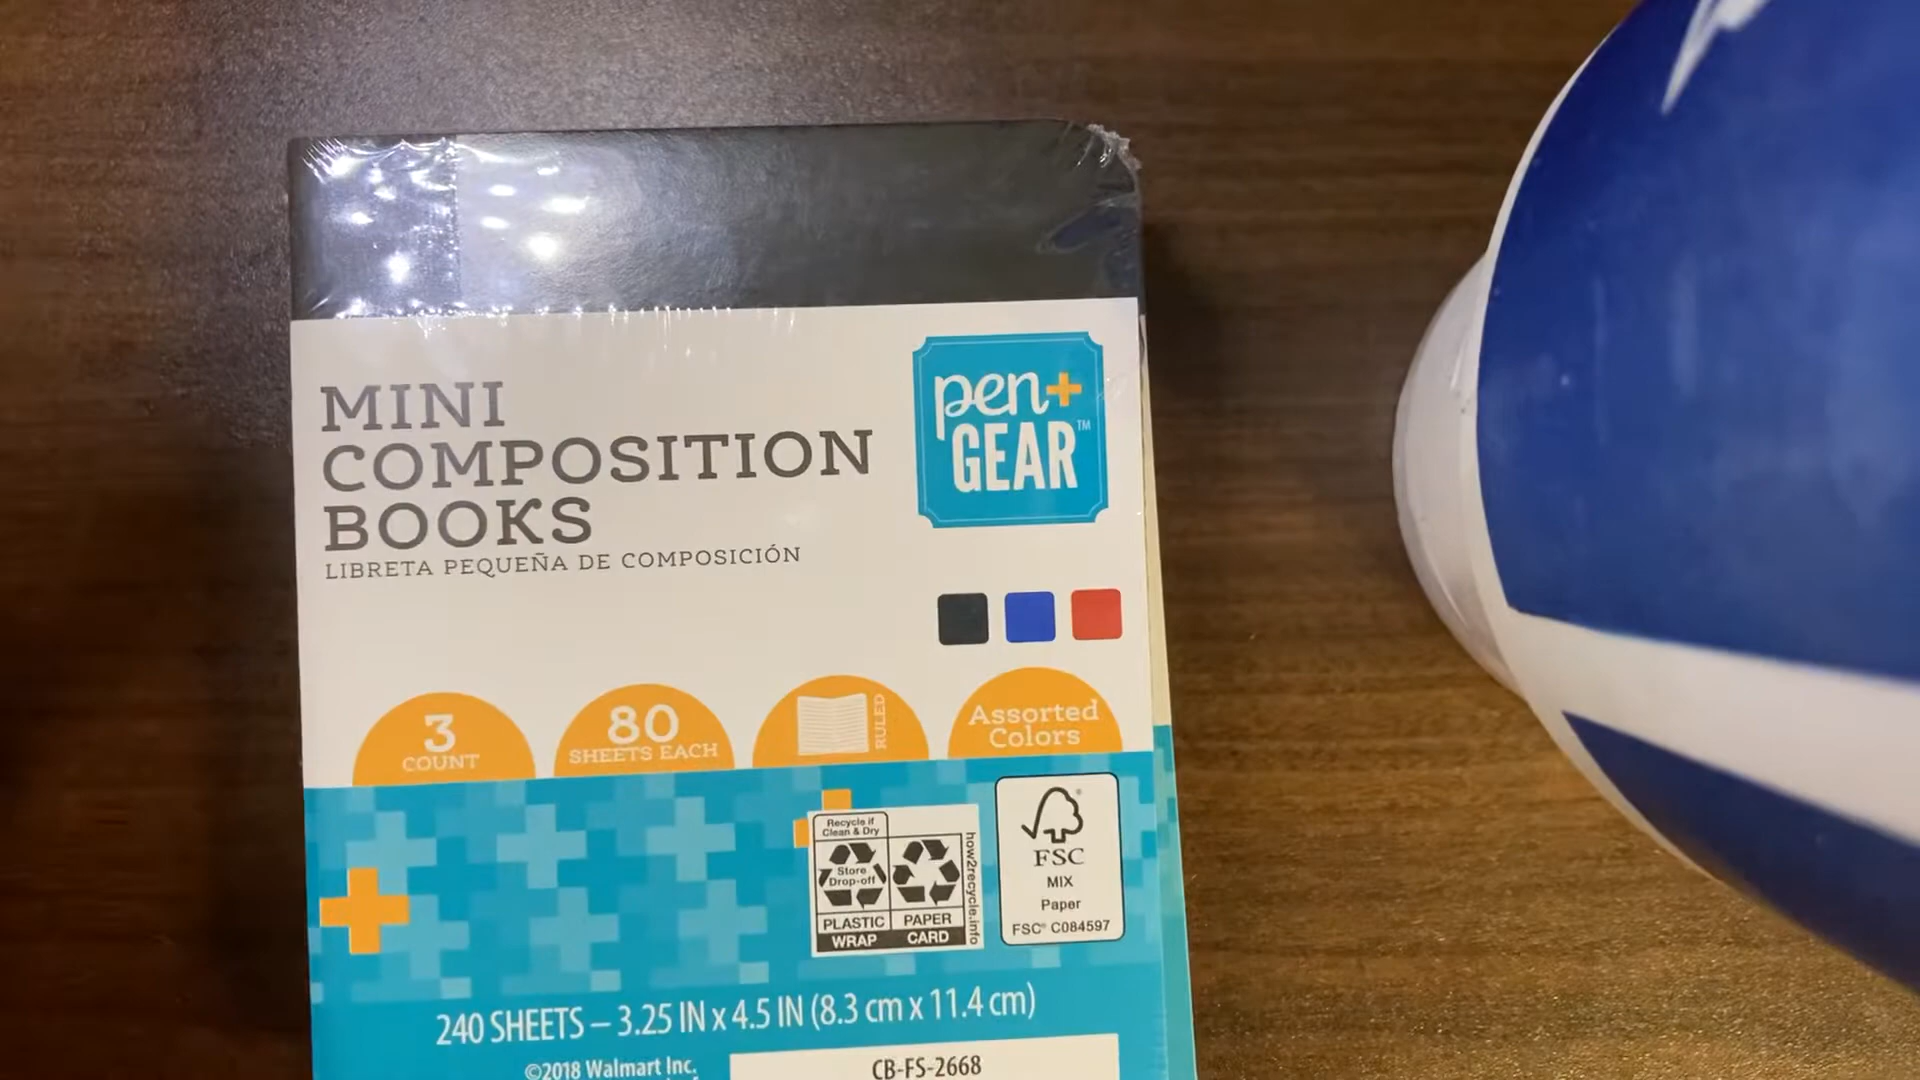 MINI
COMPOSITION
BOOKS
LIBRETA PEQUEÑA DE COMPOSICIÓN
pen+
GEAR™
3
COUNT
80
SHEETS EACH
RULED
Assorted
Colors
Recycle if
Clean & Dry
Store
Drop-off
PLASTIC
WRAP
PAPER
CARD
how2recycle.info
FSC
MIX
Paper
FSC® C084597
240 SHEETS – 3.25 IN x 4.5 IN (8.3 cm x 11.4 cm)
©2018 Walmart Inc.
CB-FS-2668